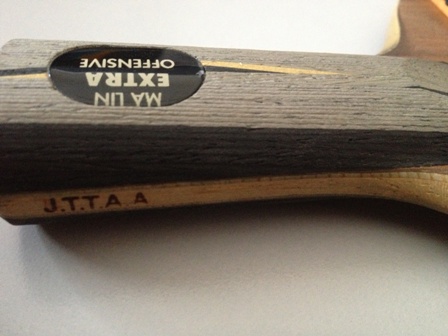 MA LIN
EXTRA
OFFENSIVE
J.T.T.A A